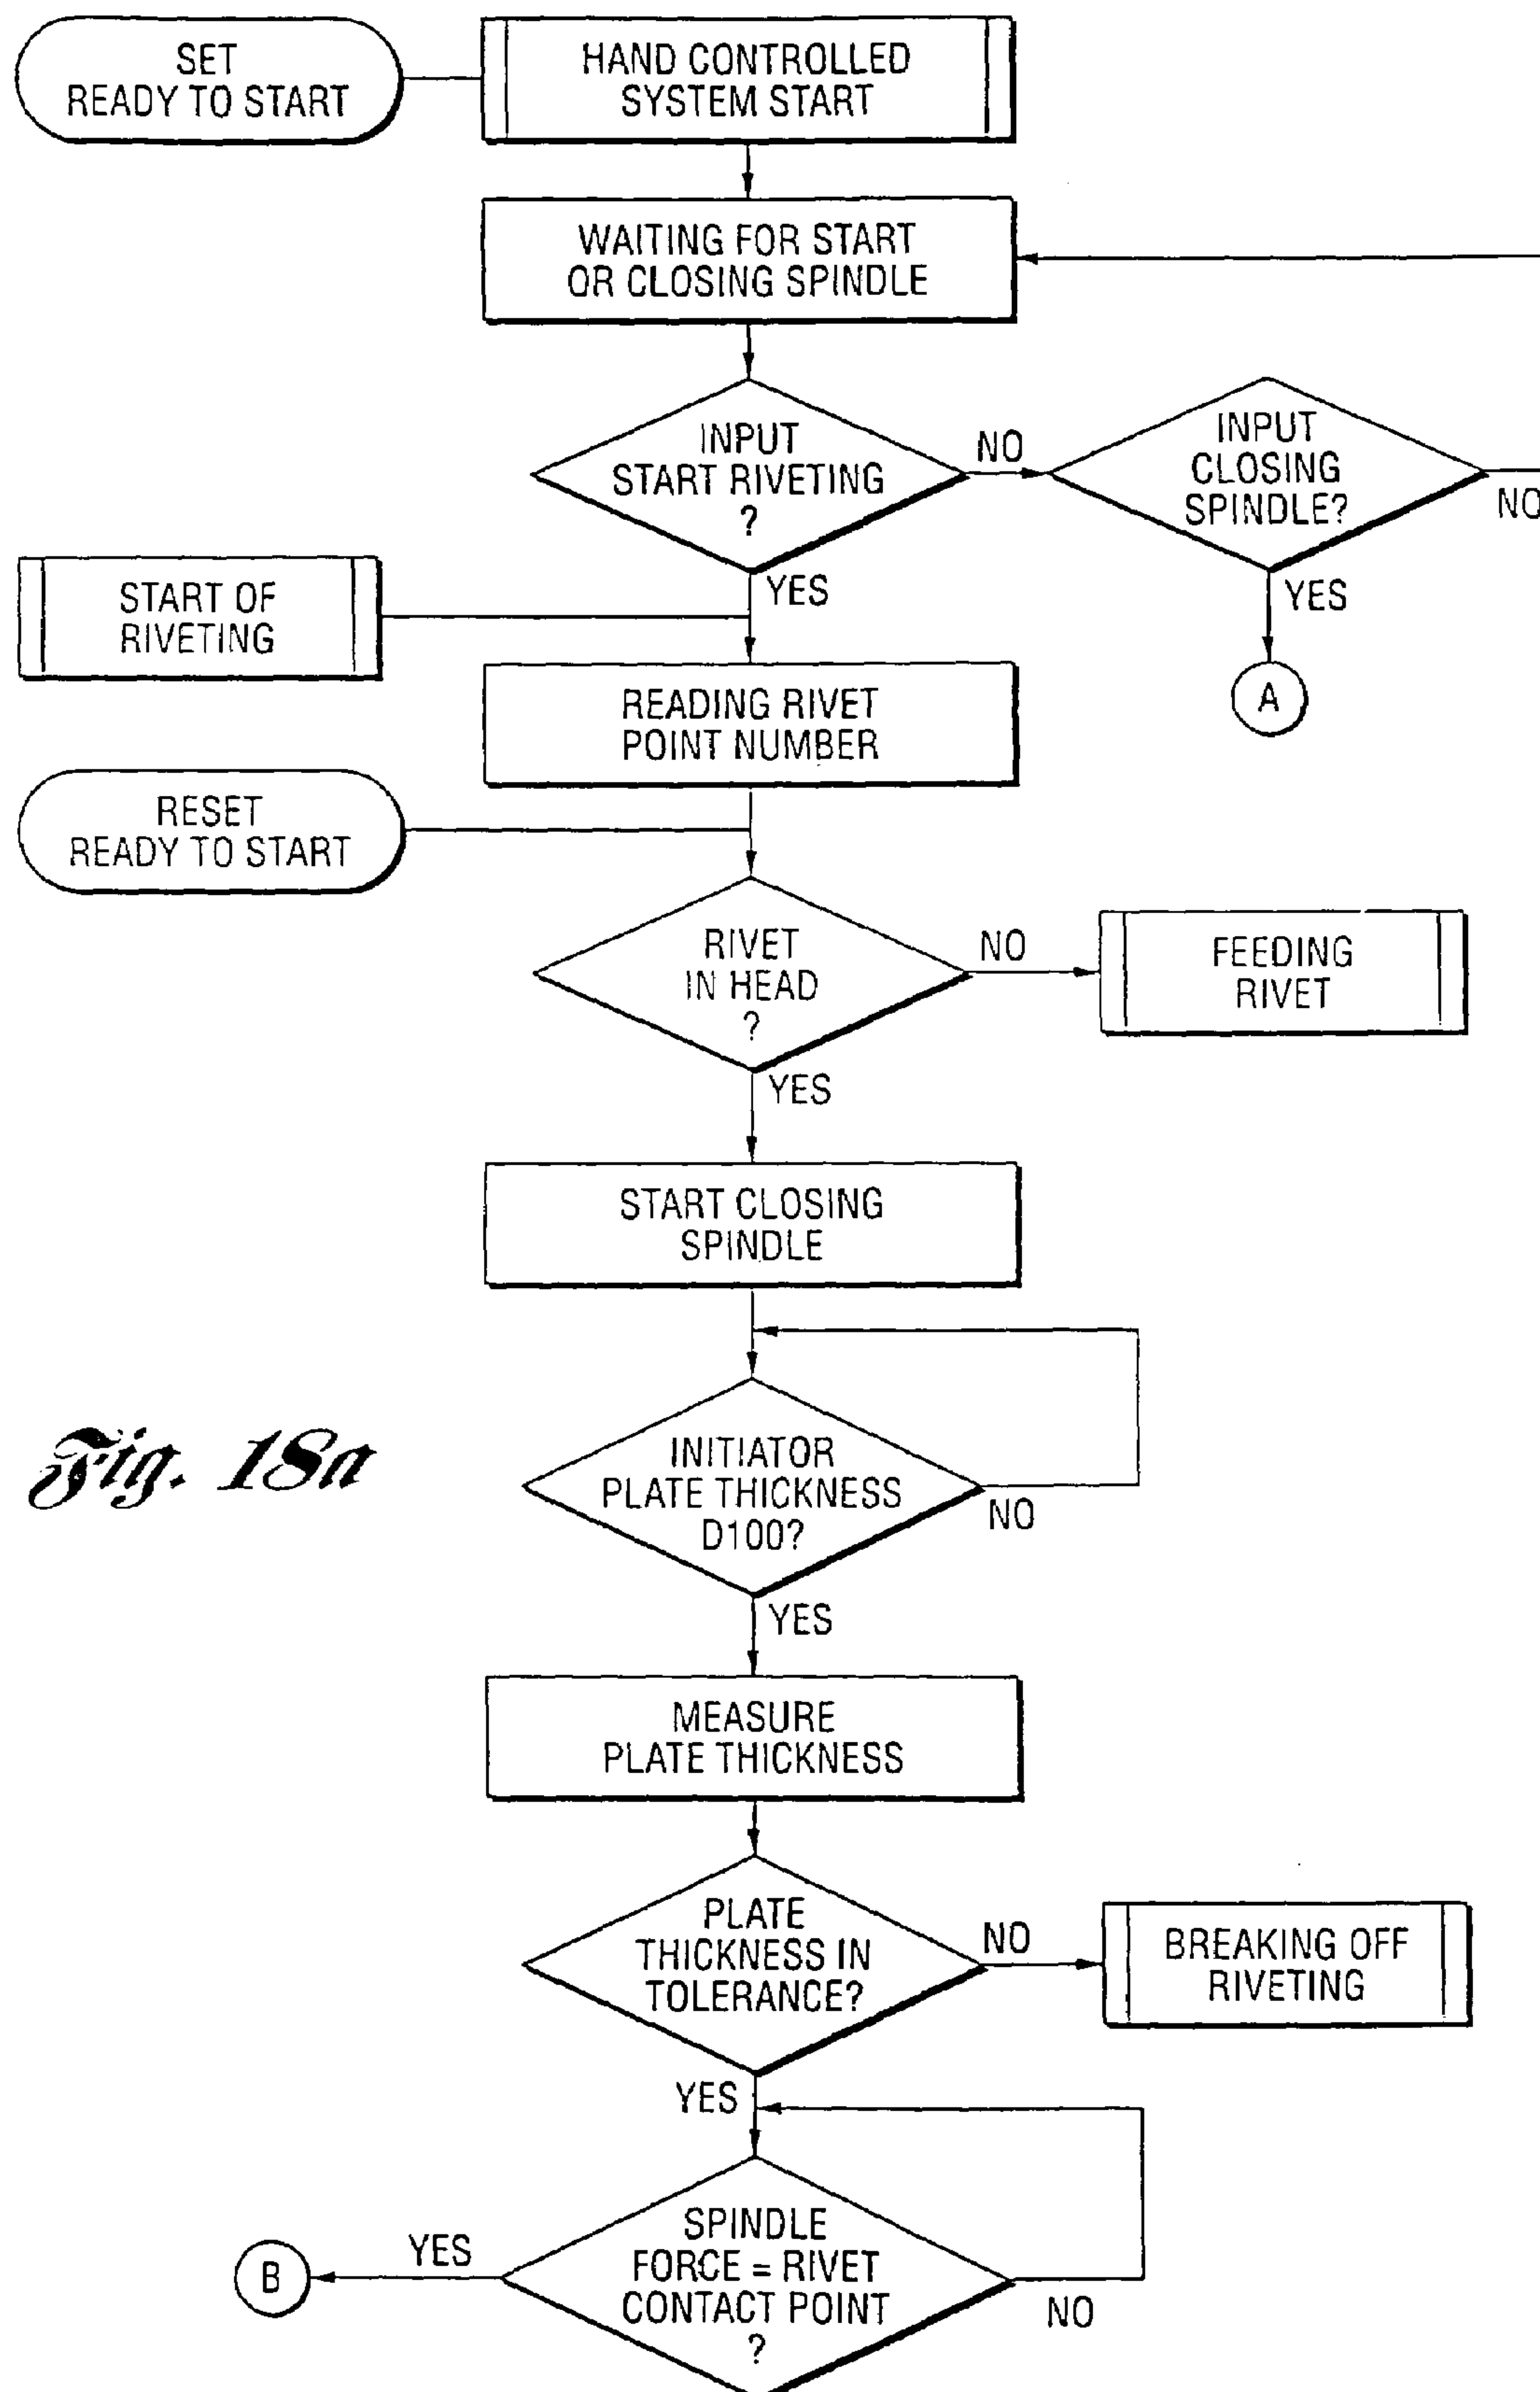 SET
READY TO START
HAND CONTROLLED
SYSTEM START
WAITING FOR START
OR CLOSING SPINDLE
INPUT
START RIVETING
?
NO
INPUT
CLOSING
SPINDLE?
NO
YES
YES
START OF
RIVETING
A
READING RIVET
POINT NUMBER
RESET
READY TO START
RIVET
IN HEAD
?
NO
FEEDING
RIVET
YES
START CLOSING
SPINDLE
Fig. 18a
INITIATOR
PLATE THICKNESS
D100?
NO
YES
MEASURE
PLATE THICKNESS
PLATE
THICKNESS IN
TOLERANCE?
NO
BREAKING OFF
RIVETING
YES
SPINDLE
FORCE = RIVET
CONTACT POINT
?
YES
B
NO